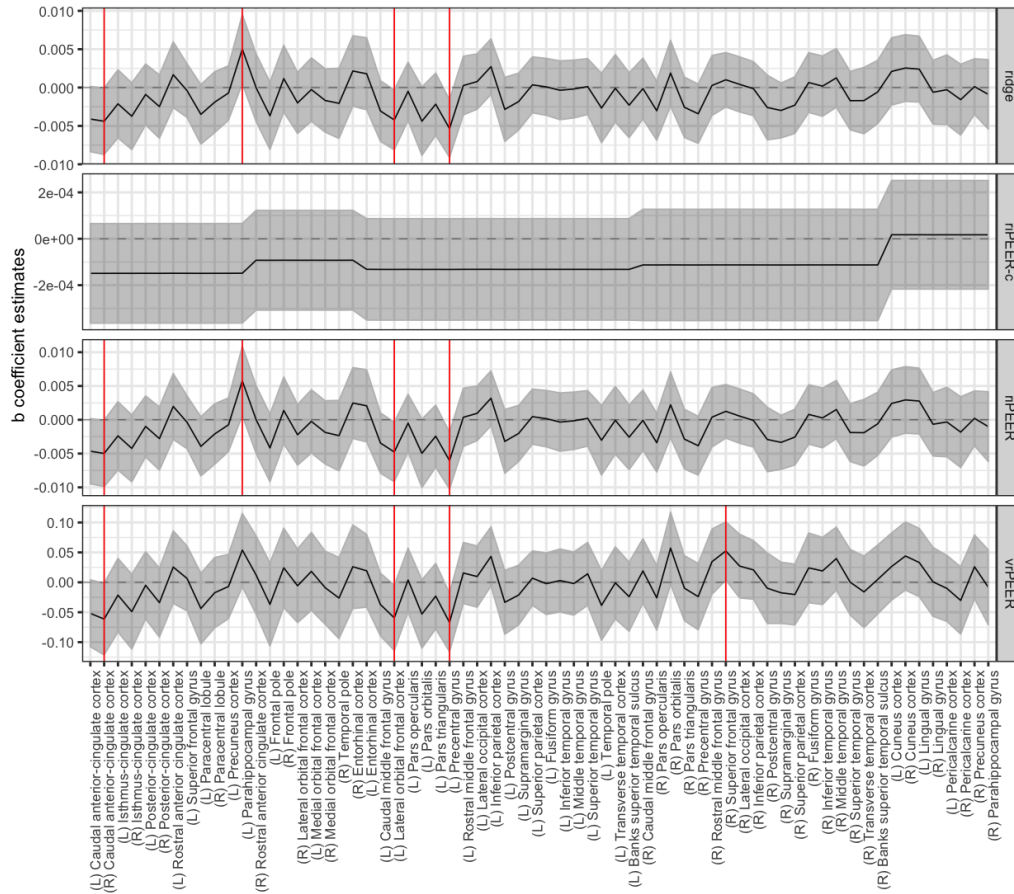 b coefficient estimates
0.010
0.005
0.000
-0.005
-0.010
ridge
2e-04
0e+00
-2e-04
riPEER-c
0.010
0.005
0.000
-0.005
-0.010
riPEER
0.10
0.05
0.00
-0.05
-0.10
vrPEER
(L) Caudal anterior-cingulate cortex
(R) Caudal anterior-cingulate cortex
(L) Isthmus-cingulate cortex
(R) Isthmus-cingulate cortex
(L) Posterior-cingulate cortex
(R) Posterior-cingulate cortex
(L) Rostral anterior cingulate cortex
(L) Superior frontal gyrus
(L) Paracentral lobule
(R) Paracentral lobule
(L) Precuneus cortex
(L) Parahippocampal gyrus
(R) Rostral anterior cingulate cortex
(L) Frontal pole
(R) Frontal pole
(R) Lateral orbital frontal cortex
(L) Medial orbital frontal cortex
(R) Medial orbital frontal cortex
(R) Temporal pole
(R) Entorhinal cortex
(L) Entorhinal cortex
(L) Caudal middle frontal gyrus
(L) Lateral orbital frontal cortex
(L) Pars opercularis
(L) Pars orbitalis
(L) Pars triangularis
(L) Precentral gyrus
(L) Rostral middle frontal gyrus
(L) Lateral occipital cortex
(L) Inferior parietal cortex
(L) Postcentral gyrus
(L) Supramarginal gyrus
(L) Superior parietal cortex
(L) Fusiform gyrus
(L) Inferior temporal gyrus
(L) Middle temporal gyrus
(L) Superior temporal gyrus
(L) Temporal pole
(L) Transverse temporal cortex
(L) Banks superior temporal sulcus
(R) Caudal middle frontal gyrus
(R) Pars opercularis
(R) Pars orbitalis
(R) Pars triangularis
(R) Precentral gyrus
(R) Rostral middle frontal gyrus
(R) Superior frontal gyrus
(R) Lateral occipital cortex
(R) Inferior parietal cortex
(R) Postcentral gyrus
(R) Supramarginal gyrus
(R) Superior parietal cortex
(R) Fusiform gyrus
(R) Inferior temporal gyrus
(R) Middle temporal gyrus
(R) Superior temporal gyrus
(R) Transverse temporal cortex
(R) Banks superior temporal sulcus
(L) Cuneus cortex
(R) Cuneus cortex
(L) Lingual gyrus
(R) Lingual gyrus
(L) Pericalcarine cortex
(R) Pericalcarine cortex
(R) Precuneus cortex
(R) Parahippocampal gyrus